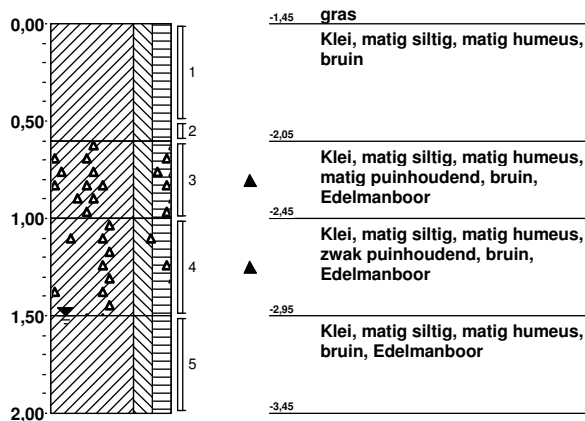 gras
0,00
-1,45
Klei, matig siltig, matig humeus,
bruin
1
0,50
2
-2,05
Klei, matig siltig, matig humeus,
matig puinhoudend, bruin,
Edelmanboor
3
1,00
-2,45
Klei, matig siltig, matig humeus,
zwak puinhoudend, bruin,
Edelmanboor
4
1,50
-2,95
Klei, matig siltig, matig humeus,
bruin, Edelmanboor
5
2,00
-3,45